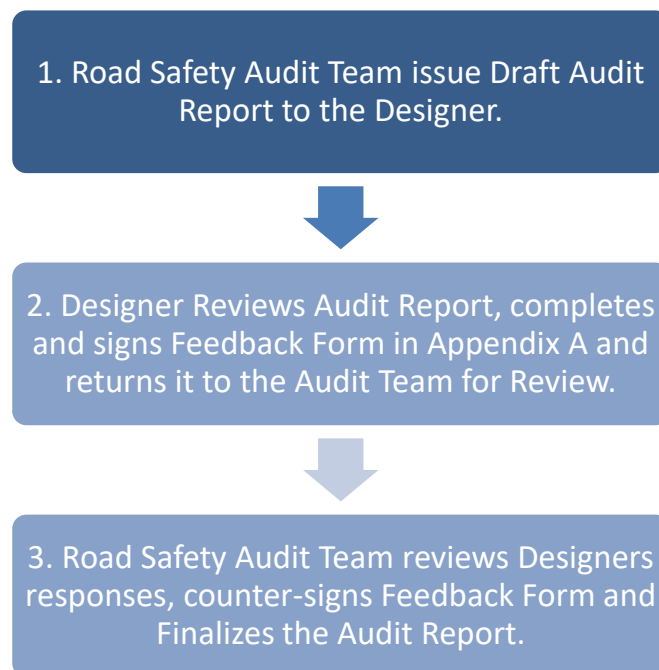 1. Road Safety Audit Team issue Draft Audit
Report to the Designer.
2. Designer Reviews Audit Report, completes
and signs Feedback Form in Appendix A and
returns it to the Audit Team for Review.
3. Road Safety Audit Team reviews Designers
responses, counter-signs Feedback Form and
Finalizes the Audit Report.